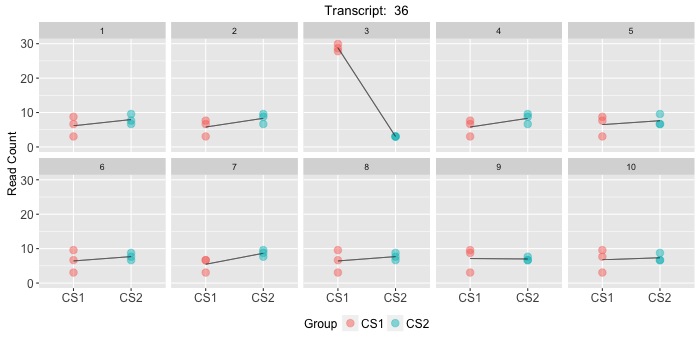 Transcript: 36
1 2 3 4 5
30
20
10
0
Read Count
6 7 8 9 10
30
20
10
0
CS1 CS2 CS1 CS2 CS1 CS2 CS1 CS2 CS1 CS2
Group CS1 CS2